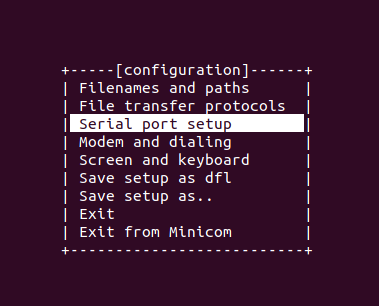 +-----[configuration]------+
| Filenames and paths      |
| File transfer protocols  |
| Serial port setup        |
| Modem and dialing        |
| Screen and keyboard      |
| Save setup as dfl        |
| Save setup as..          |
| Exit                     |
| Exit from Minicom        |
+--------------------------+